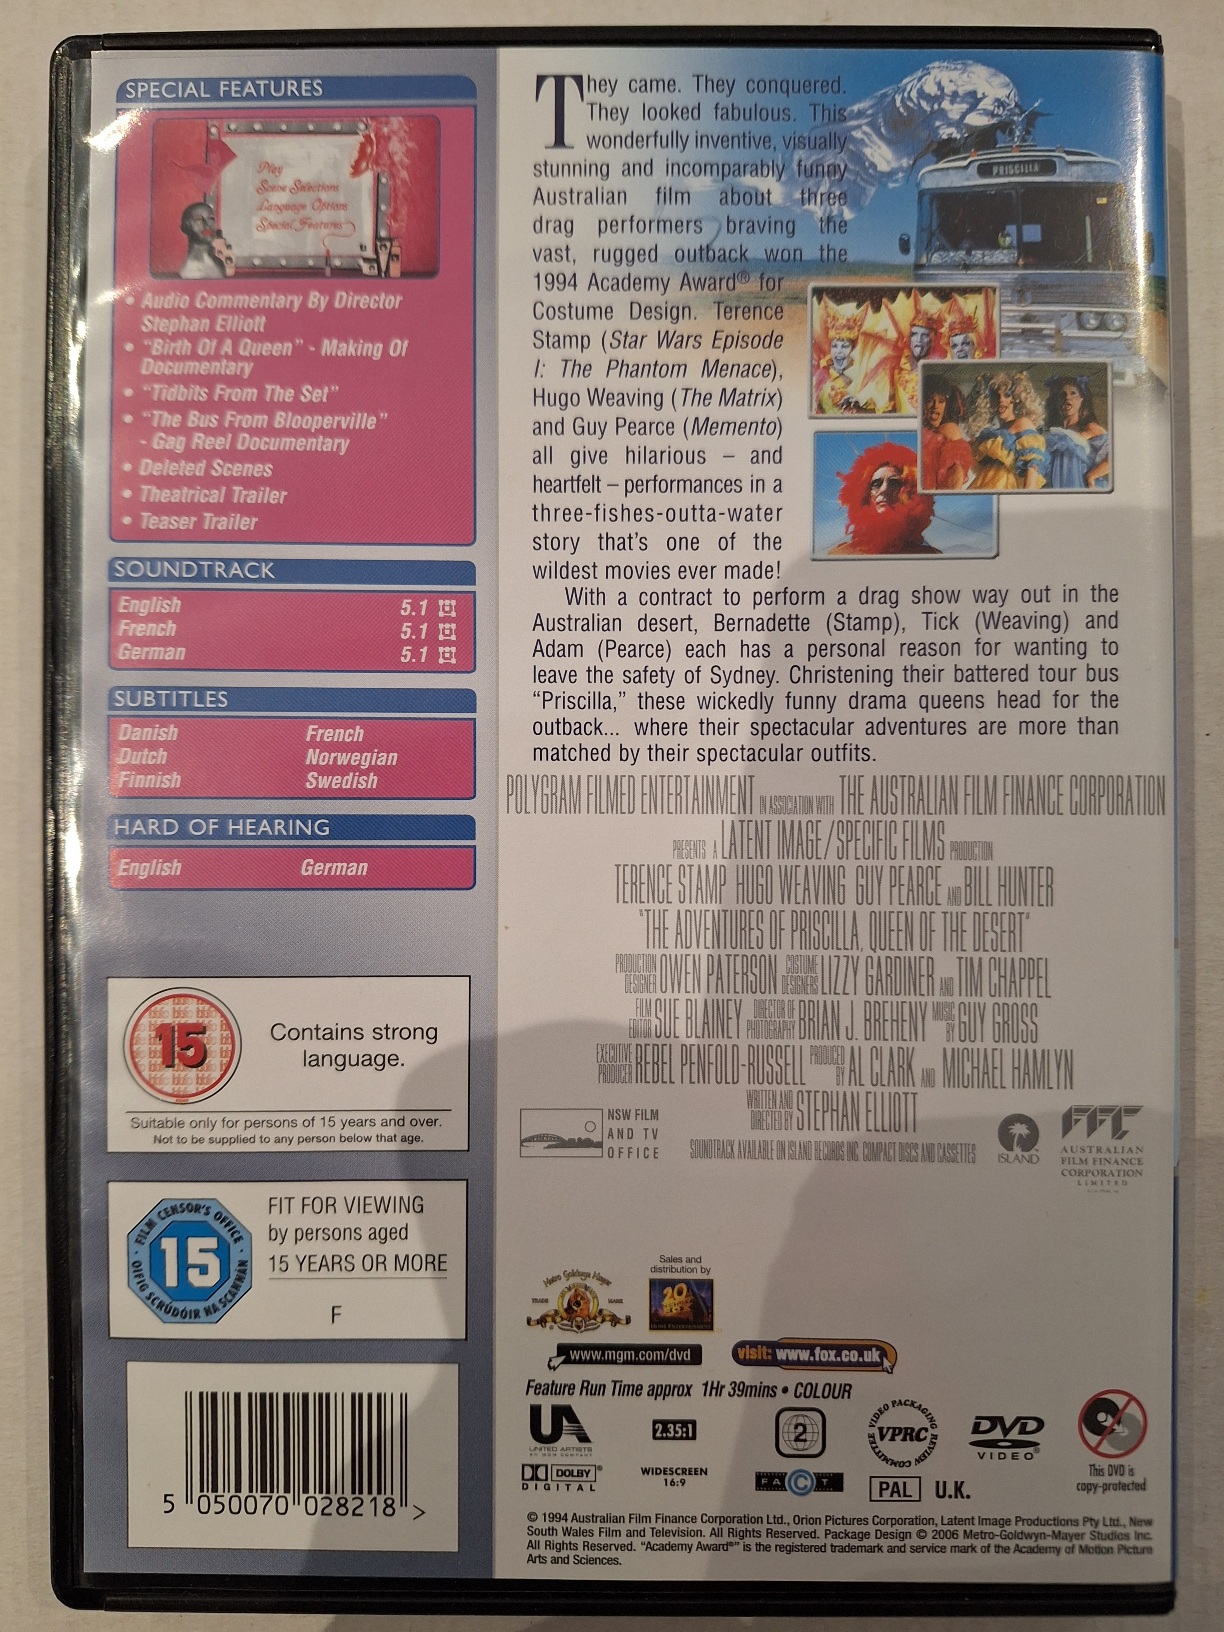 SPECIAL FEATURES
Play
Scene Selections
Language Options
Special Features
• Audio Commentary By Director
Stephan Elliott
• "Birth Of A Queen" - Making Of
Documentary
• "Tidbits From The Set"
• "The Bus From Blooperville"
- Gag Reel Documentary
• Deleted Scenes
• Theatrical Trailer
• Teaser Trailer
SOUNDTRACK
English 5.1
French 5.1
German 5.1
SUBTITLES
Danish French
Dutch Norwegian
Finnish Swedish
HARD OF HEARING
English German
15
Contains strong
language.
Suitable only for persons of 15 years and over.
Not to be supplied to any person below that age.
FILM CENSOR'S OFFICE
15
OIFIG SCRÚDÓIR NA SCANNÁN
FIT FOR VIEWING
by persons aged
15 YEARS OR MORE
F
5 050070 028218 >
They came. They conquered.
They looked fabulous. This
wonderfully inventive, visually
stunning and incomparably funny
Australian film about three
drag performers braving the
vast, rugged outback won the
1994 Academy Award® for
Costume Design. Terence
Stamp (Star Wars Episode
I: The Phantom Menace),
Hugo Weaving (The Matrix)
and Guy Pearce (Memento)
all give hilarious – and
heartfelt – performances in a
three-fishes-outta-water
story that's one of the
wildest movies ever made!
PRISCILLA
With a contract to perform a drag show way out in the
Australian desert, Bernadette (Stamp), Tick (Weaving) and
Adam (Pearce) each has a personal reason for wanting to
leave the safety of Sydney. Christening their battered tour bus
"Priscilla," these wickedly funny drama queens head for the
outback... where their spectacular adventures are more than
matched by their spectacular outfits.
POLYGRAM FILMED ENTERTAINMENT IN ASSOCIATION WITH THE AUSTRALIAN FILM FINANCE CORPORATION
PRESENTS A LATENT IMAGE/SPECIFIC FILMS PRODUCTION
TERENCE STAMP HUGO WEAVING GUY PEARCE AND BILL HUNTER
"THE ADVENTURES OF PRISCILLA, QUEEN OF THE DESERT"
PRODUCTION DESIGNER OWEN PATERSON COSTUME DESIGNERS LIZZY GARDINER AND TIM CHAPPEL
FILM EDITOR SUE BLAINEY DIRECTOR OF PHOTOGRAPHY BRIAN J. BREHENY MUSIC BY GUY GROSS
EXECUTIVE PRODUCER REBEL PENFOLD-RUSSELL PRODUCED BY AL CLARK AND MICHAEL HAMLYN
WRITTEN AND DIRECTED BY STEPHAN ELLIOTT
SOUNDTRACK AVAILABLE ON ISLAND RECORDS INC. COMPACT DISCS AND CASSETTES
NSW FILM
AND TV
OFFICE
ISLAND
FFC
AUSTRALIAN
FILM FINANCE
CORPORATION
LIMITED
Metro Goldwyn Mayer
TRADE MARK
Sales and
distribution by
20
FOX
HOME ENTERTAINMENT
www.mgm.com/dvd
visit: www.fox.co.uk
Feature Run Time approx 1Hr 39mins • COLOUR
UA
UNITED ARTISTS
AN MGM COMPANY
2.35:1
2
VIDEO PACKAGING REVIEW COMMITTEE
VPRC
DVD
VIDEO®
This DVD is
copy-protected
DOLBY®
DIGITAL
WIDESCREEN
16:9
FACT
PAL U.K.
© 1994 Australian Film Finance Corporation Ltd., Orion Pictures Corporation, Latent Image Productions Pty Ltd., New
South Wales Film and Television. All Rights Reserved. Package Design © 2006 Metro-Goldwyn-Mayer Studios Inc.
All Rights Reserved. "Academy Award®" is the registered trademark and service mark of the Academy of Motion Picture
Arts and Sciences.